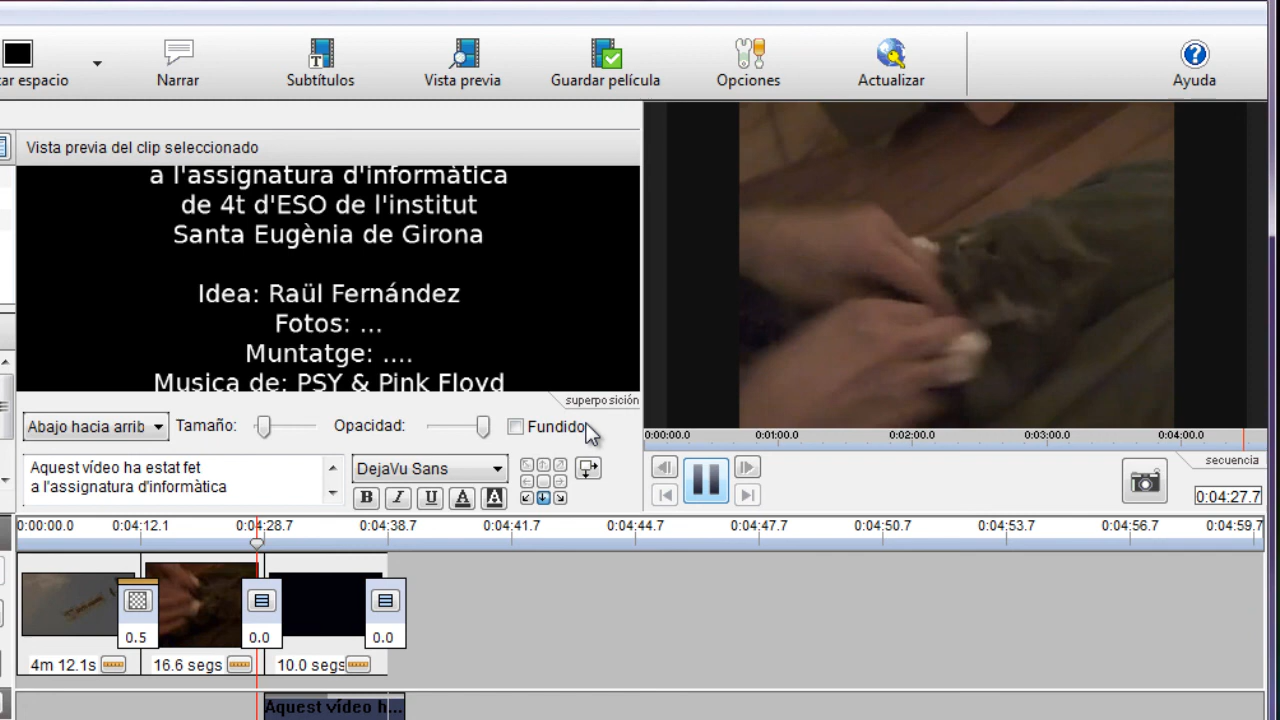 ar espacio
Narrar
Subtítulos
Vista previa
Guardar película
Opciones
Actualizar
Ayuda
Vista previa del clip seleccionado
a l'assignatura d'informàtica
de 4t d'ESO de l'institut
Santa Eugènia de Girona
Idea: Raül Fernández
Fotos: ...
Muntatge: ....
Musica de: PSY & Pink Floyd
superposición
Abajo hacia arrib
Tamaño:
Opacidad:
Fundido
0:00:00.0 0:01:00.0 0:02:00.0 0:03:00.0 0:04:00.0
secuencia
Aquest vídeo ha estat fet
a l'assignatura d'informàtica
DejaVu Sans
B I U A A
0:04:27.7
0:00:00.0 0:04:12.1 0:04:28.7 0:04:38.7 0:04:41.7 0:04:44.7 0:04:47.7 0:04:50.7 0:04:53.7 0:04:56.7 0:04:59.7
0.5 0.0 0.0
4m 12.1s 16.6 segs 10.0 segs
Aquest vídeo h...